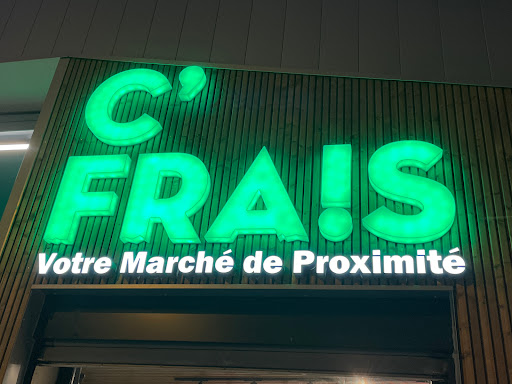 C'
FRA!S
Votre Marché de Proximité